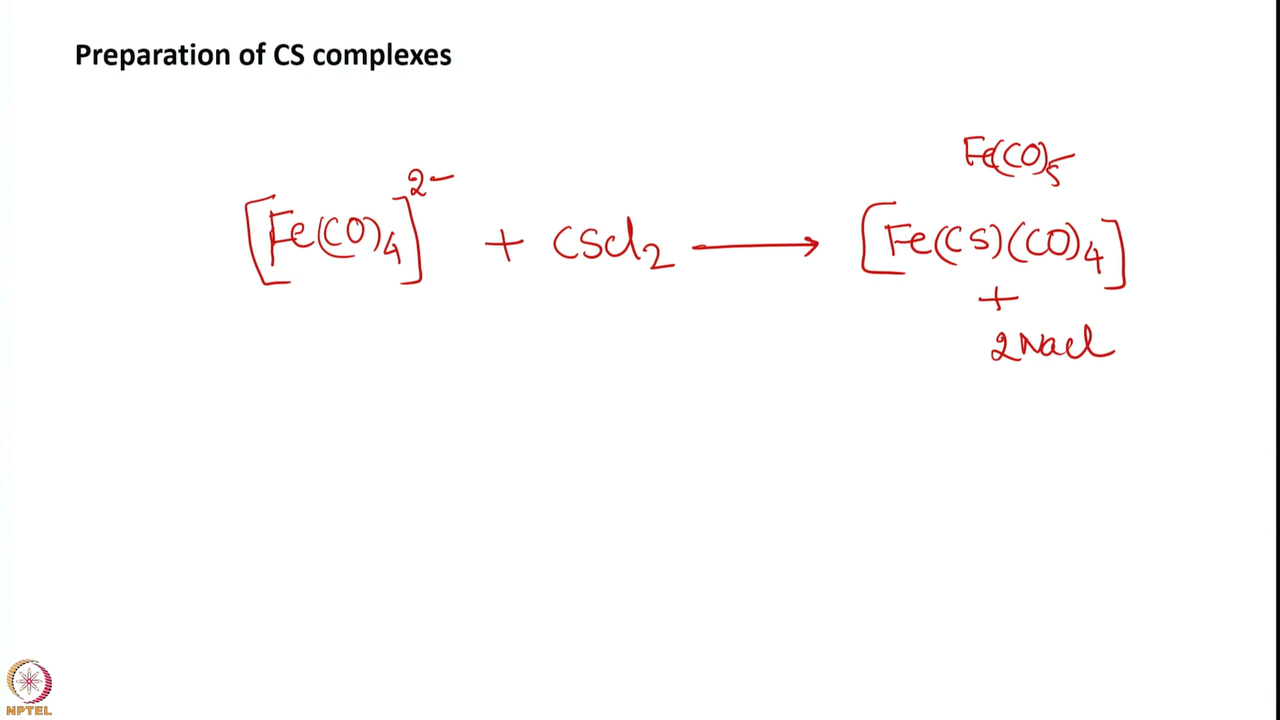 Preparation of CS complexes
Fe(CO)5
[Fe(CO)4]2- + CSCl2 ⟶ [Fe(CS)(CO)4]
+
2NaCl
NPTEL